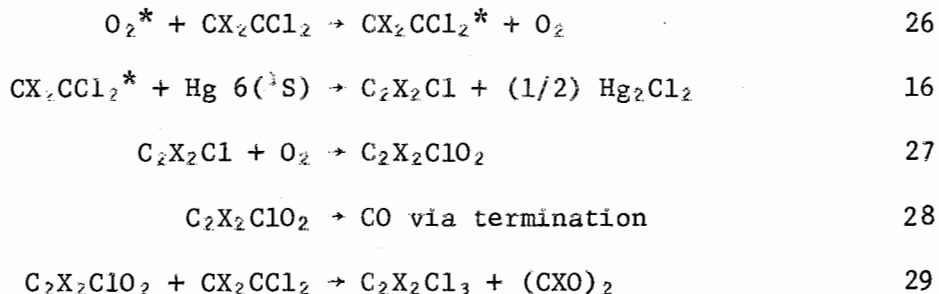 O₂* + CX₂CCl₂ → CX₂CCl₂* + O₂ 26
CX₂CCl₂* + Hg 6(¹S) → C₂X₂Cl + (1/2) Hg₂Cl₂ 16
C₂X₂Cl + O₂ → C₂X₂ClO₂ 27
C₂X₂ClO₂ → CO via termination 28
C₂X₂ClO₂ + CX₂CCl₂ → C₂X₂Cl₃ + (CXO)₂ 29